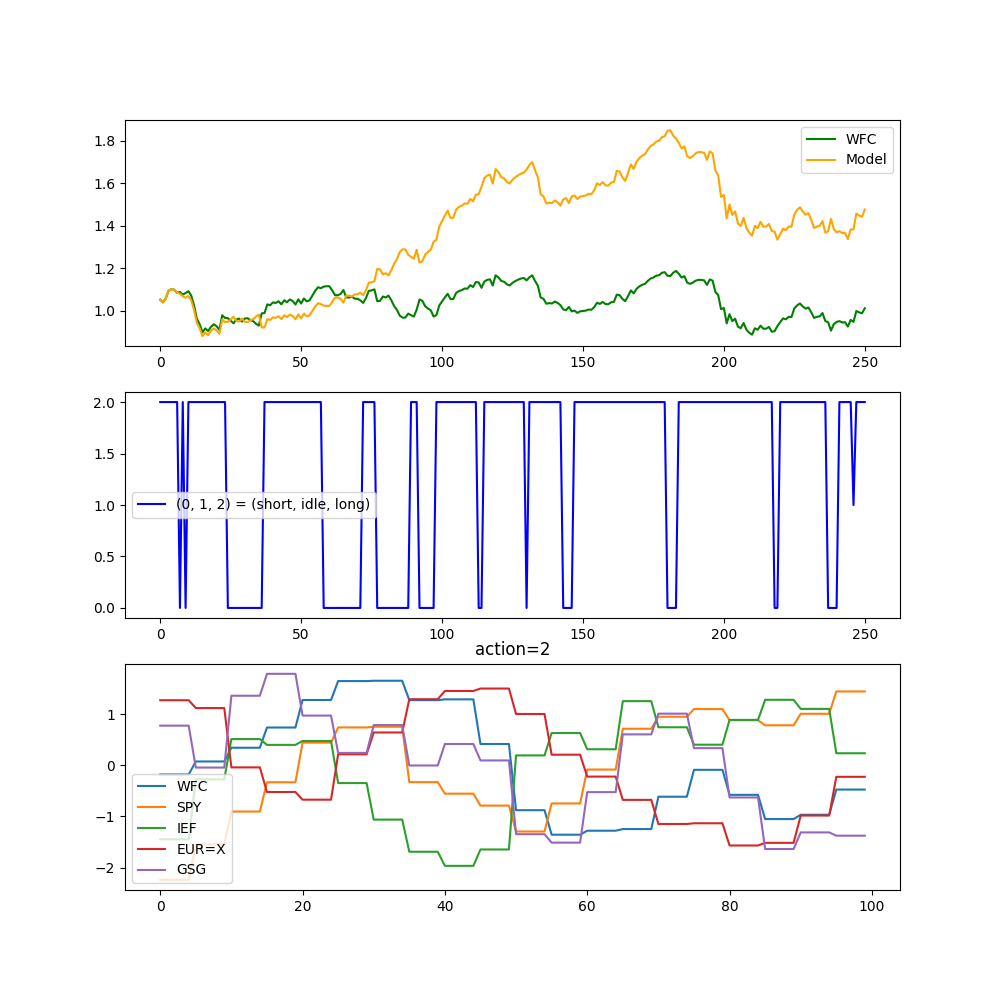 1.8
1.6
1.4
1.2
1.0
WFC
Model
0 50 100 150 200 250
2.0
1.5
1.0
0.5
0.0
(0, 1, 2) = (short, idle, long)
0 50 100 150 200 250
action=2
1
0
−1
−2
WFC
SPY
IEF
EUR=X
GSG
0 20 40 60 80 100